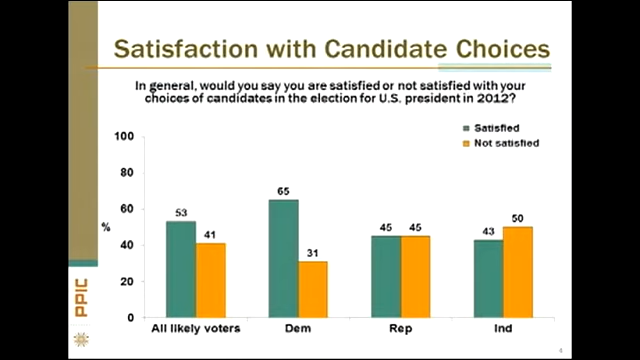 Satisfaction with Candidate Choices
In general, would you say you are satisfied or not satisfied with your
choices of candidates in the election for U.S. president in 2012?
Satisfied
Not satisfied
100
80
60
40
20
0
%
53
41
65
31
45
45
43
50
All likely voters
Dem
Rep
Ind
PPIC